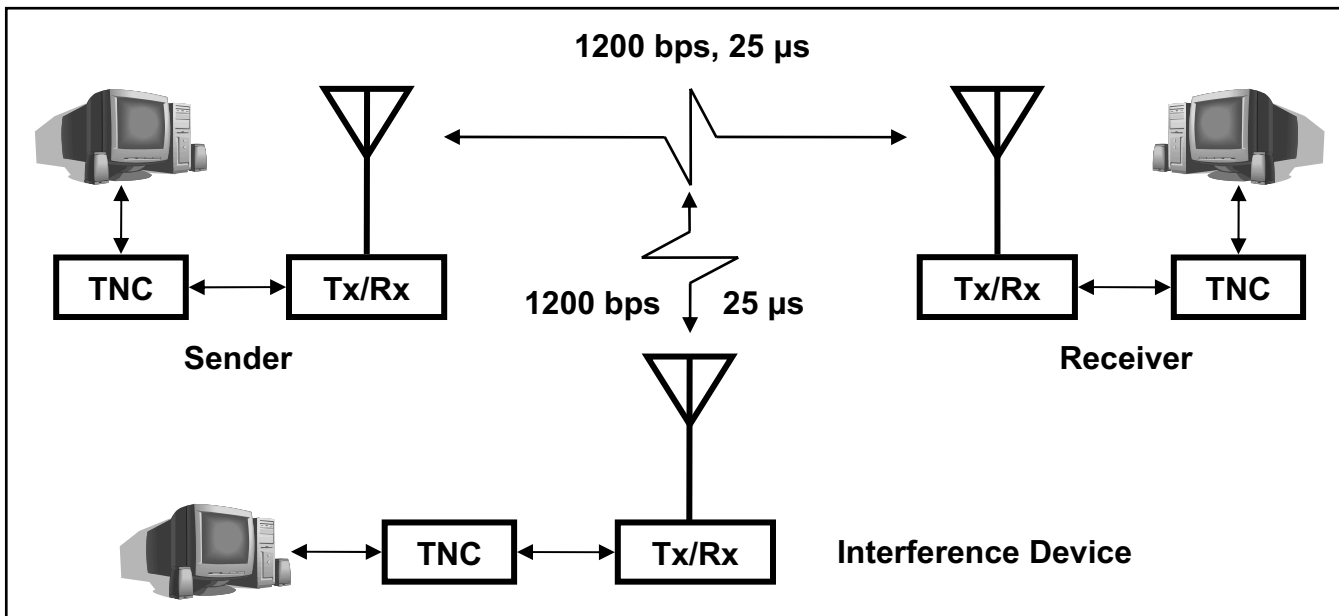 1200 bps, 25 µs
TNC
Tx/Rx
Tx/Rx
TNC
1200 bps
25 µs
Sender
Receiver
TNC
Tx/Rx
Interference Device